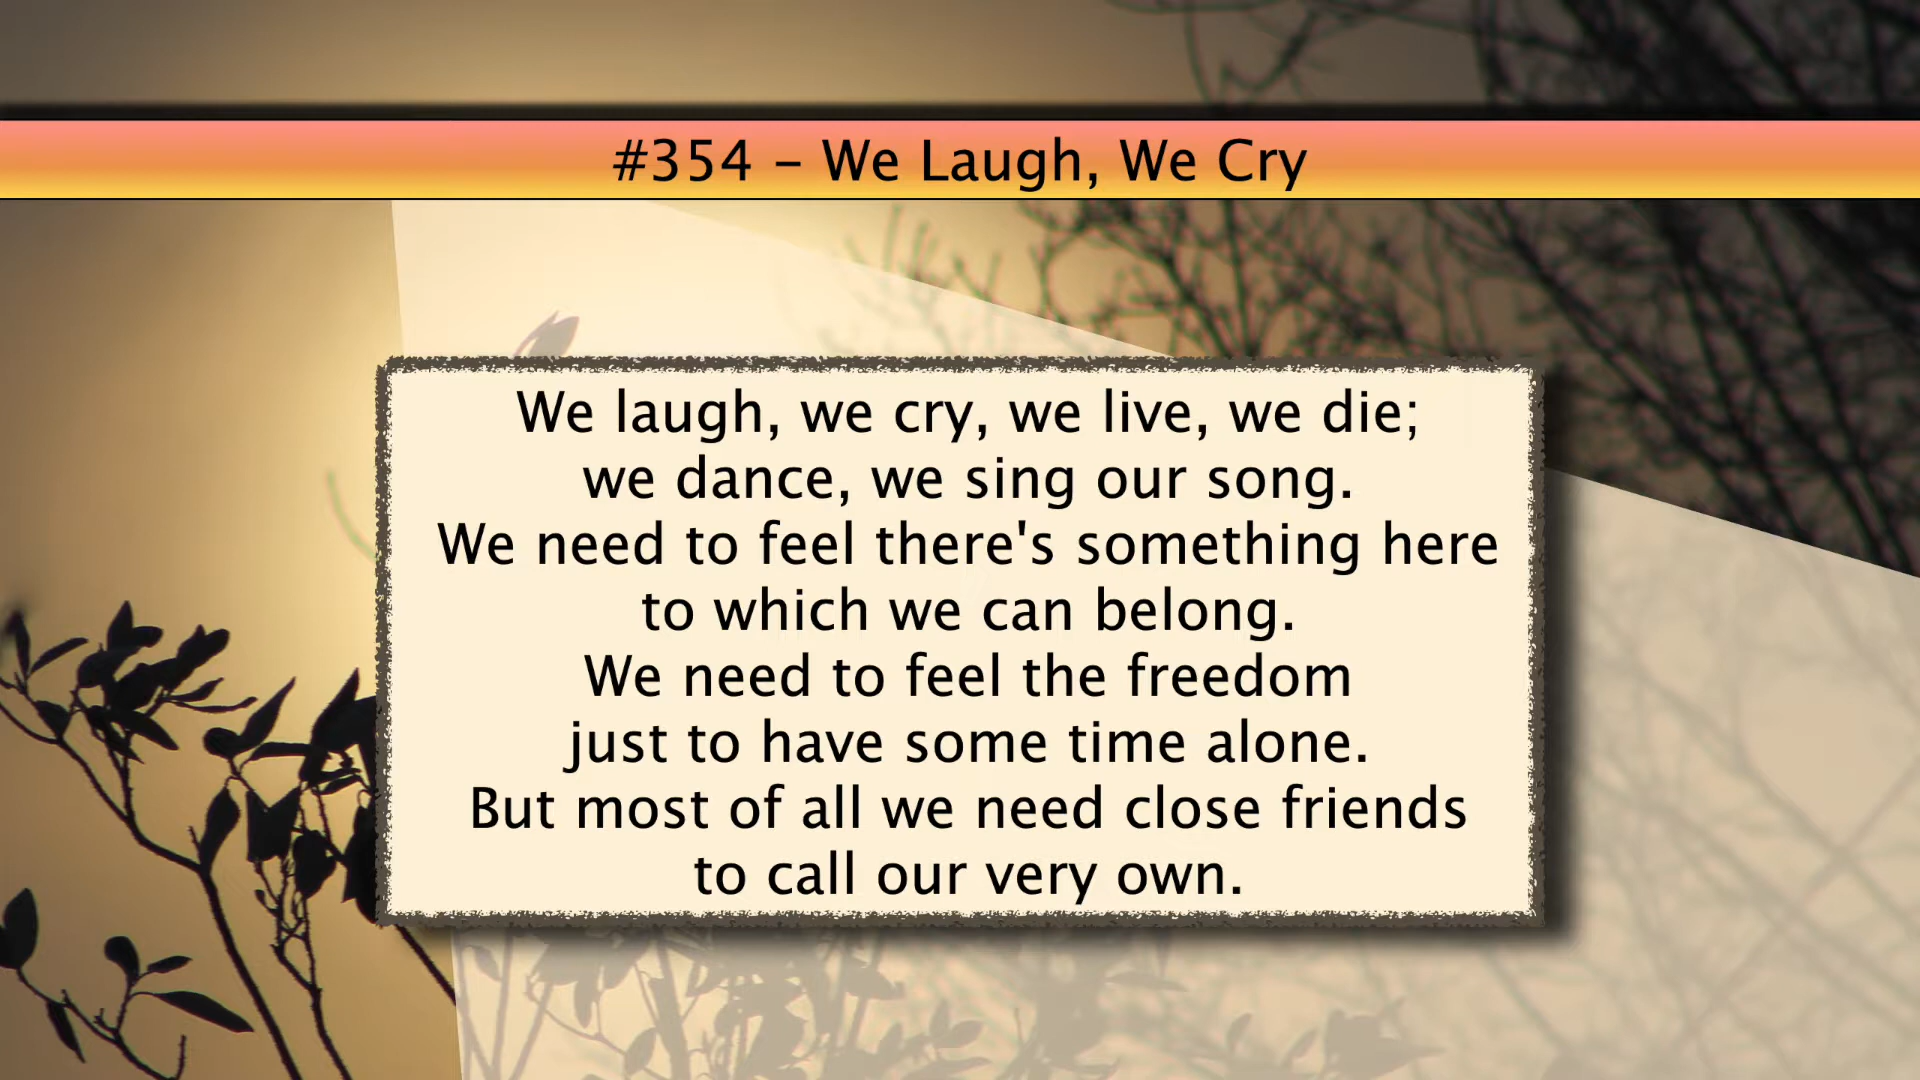 #354 – We Laugh, We Cry
We laugh, we cry, we live, we die;
we dance, we sing our song.
We need to feel there's something here
to which we can belong.
We need to feel the freedom
just to have some time alone.
But most of all we need close friends
to call our very own.